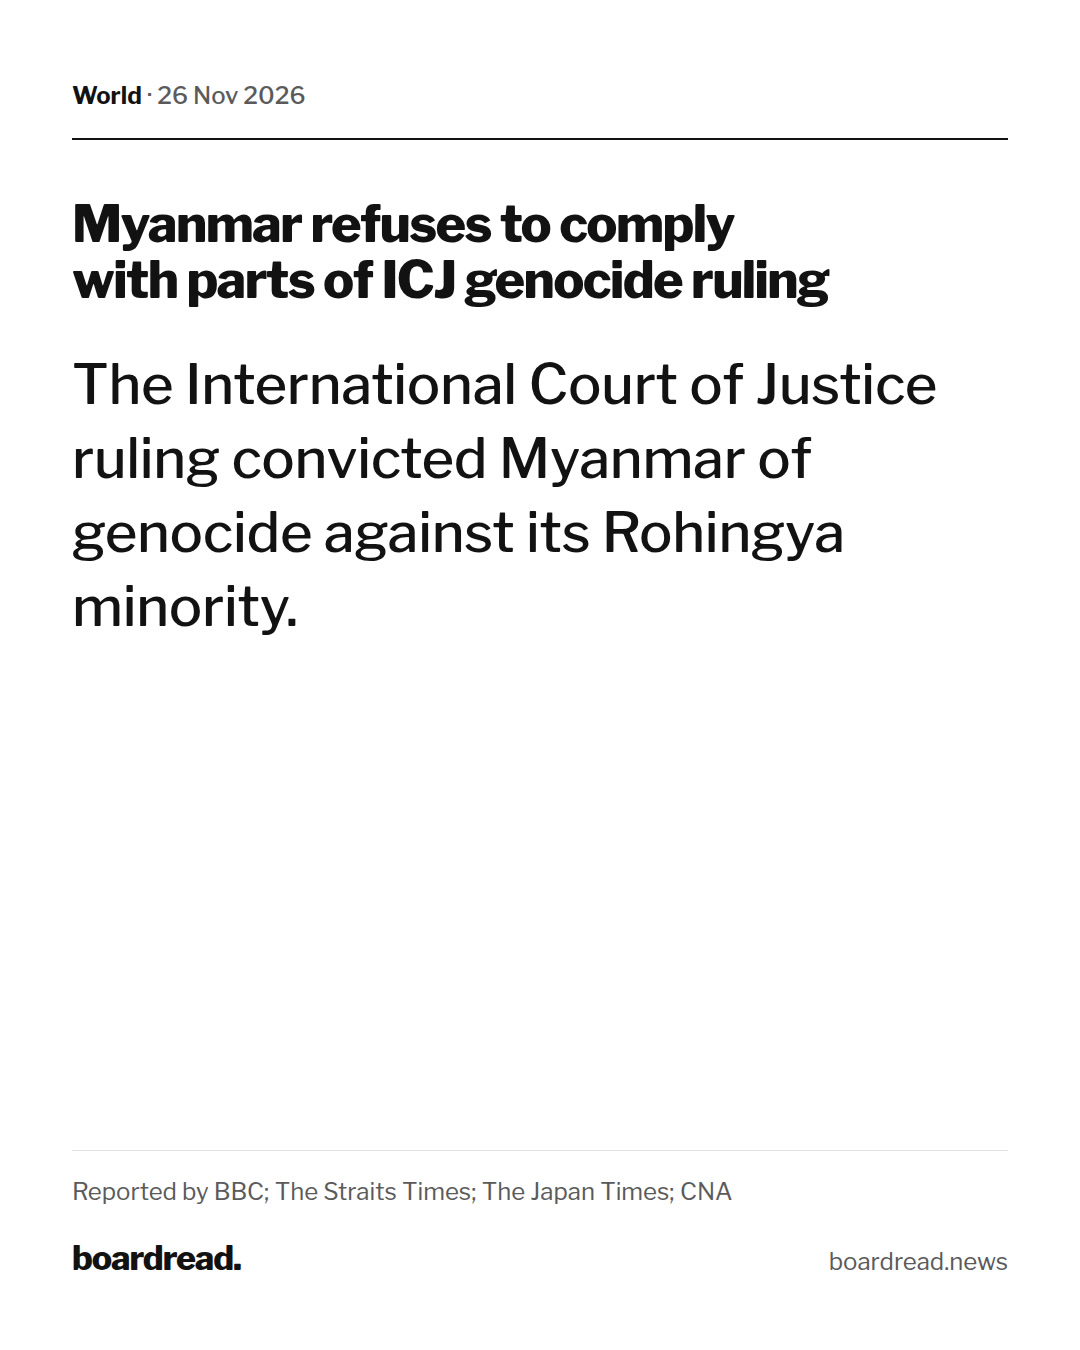 World · 26 Nov 2026
Myanmar refuses to comply
with parts of ICJ genocide ruling
The International Court of Justice
ruling convicted Myanmar of
genocide against its Rohingya
minority.
Reported by BBC; The Straits Times; The Japan Times; CNA
boardread.
boardread.news